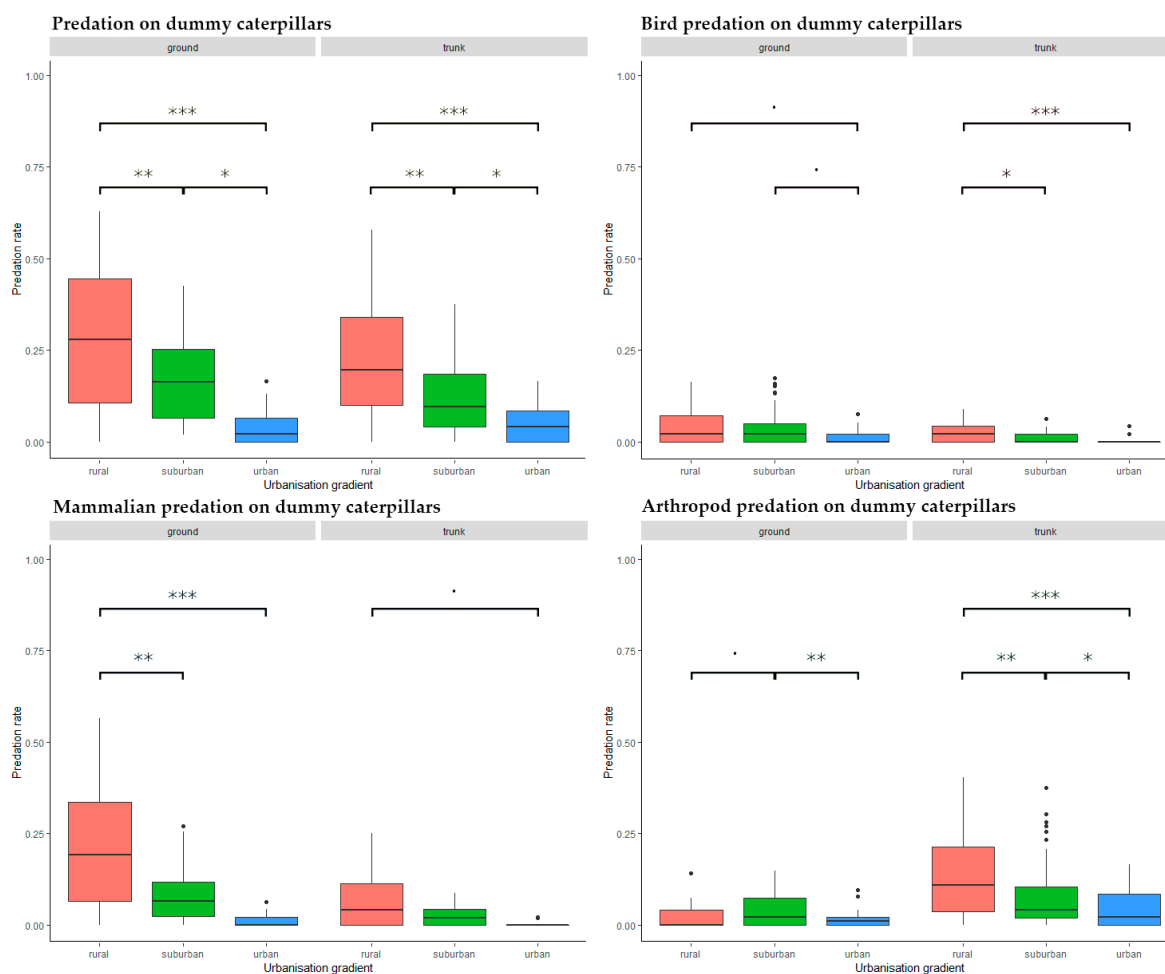 Predation on dummy caterpillars
ground trunk
1.00
*** ***
0.75
** * ** *
0.50
0.25
0.00
Predation rate
rural suburban urban rural suburban urban
Urbanisation gradient
Bird predation on dummy caterpillars
ground trunk
1.00
. ***
0.75
. *
0.50
0.25
0.00
Predation rate
rural suburban urban rural suburban urban
Urbanisation gradient
Mammalian predation on dummy caterpillars
ground trunk
1.00
*** .
0.75
**
0.50
0.25
0.00
Predation rate
rural suburban urban rural suburban urban
Urbanisation gradient
Arthropod predation on dummy caterpillars
ground trunk
1.00
***
0.75
. ** ** *
0.50
0.25
0.00
Predation rate
rural suburban urban rural suburban urban
Urbanisation gradient